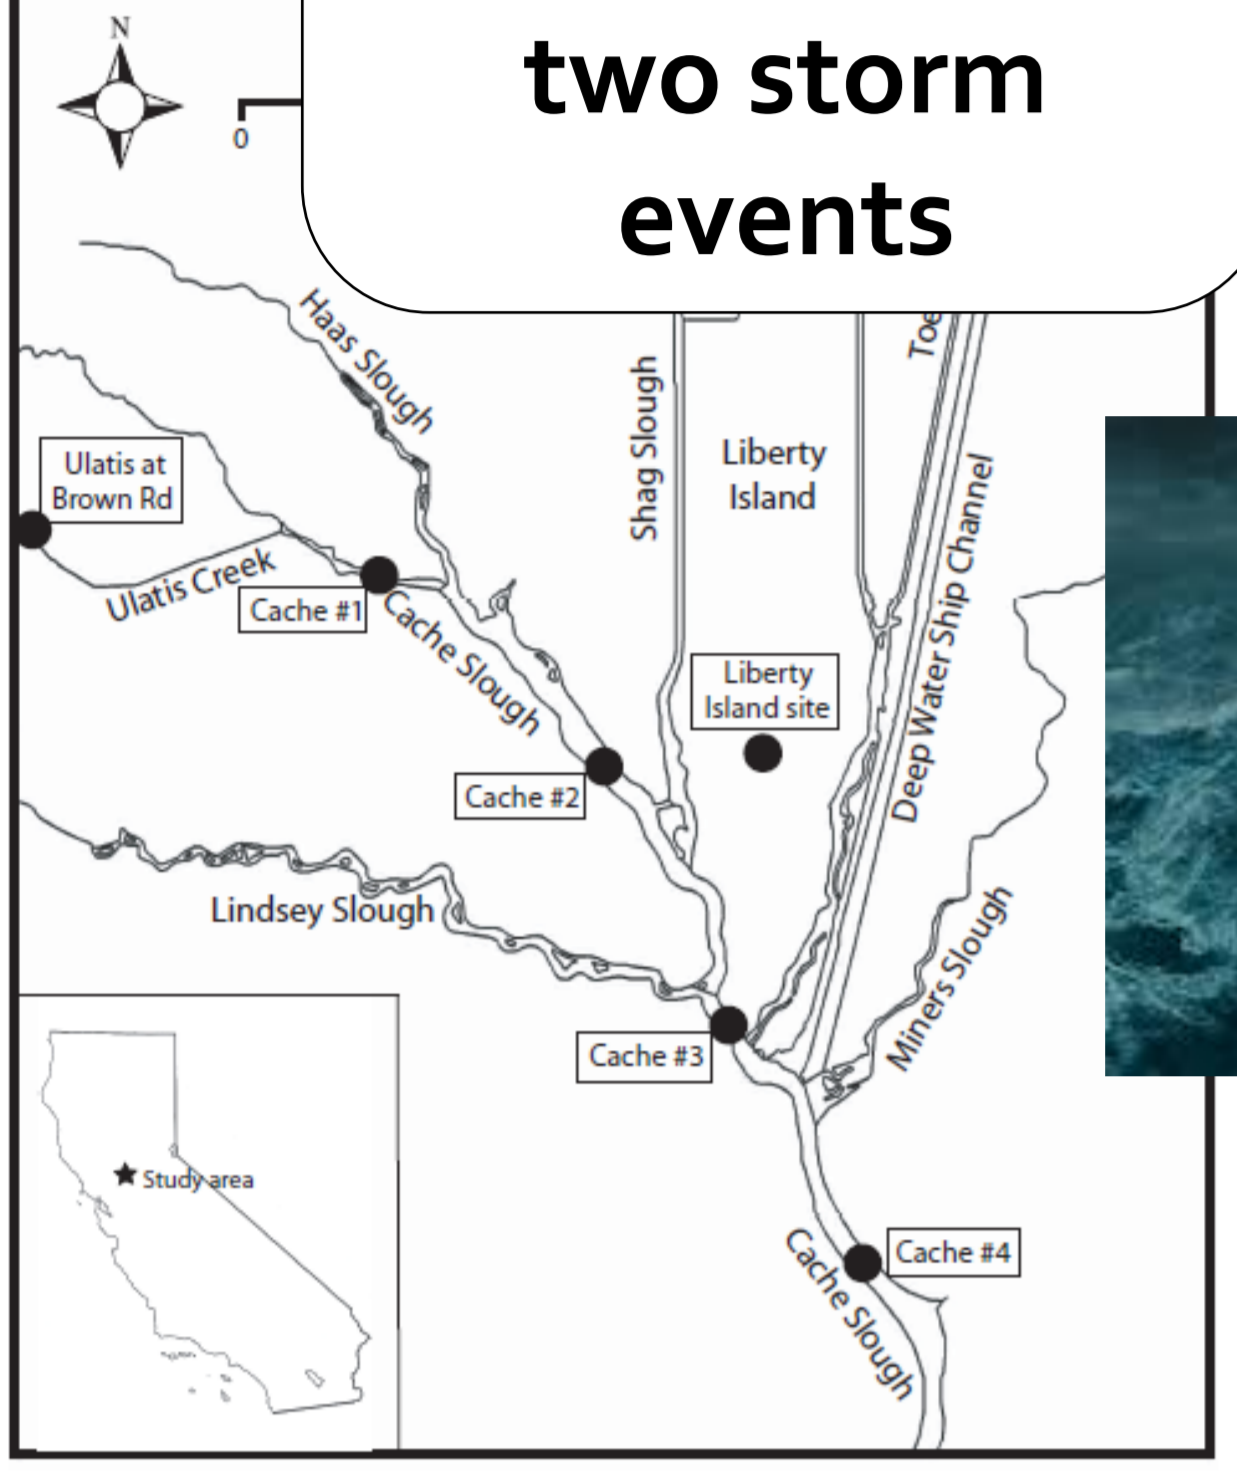 two storm
events
N
0
Haas Slough
Shag Slough
Liberty
Island
Ulatis at
Brown Rd
Ulatis Creek
Cache #1
Cache Slough
Deep Water Ship Channel
Liberty
Island site
Cache #2
Lindsey Slough
Miners Slough
Cache #3
Study area
Cache #4
Cache Slough